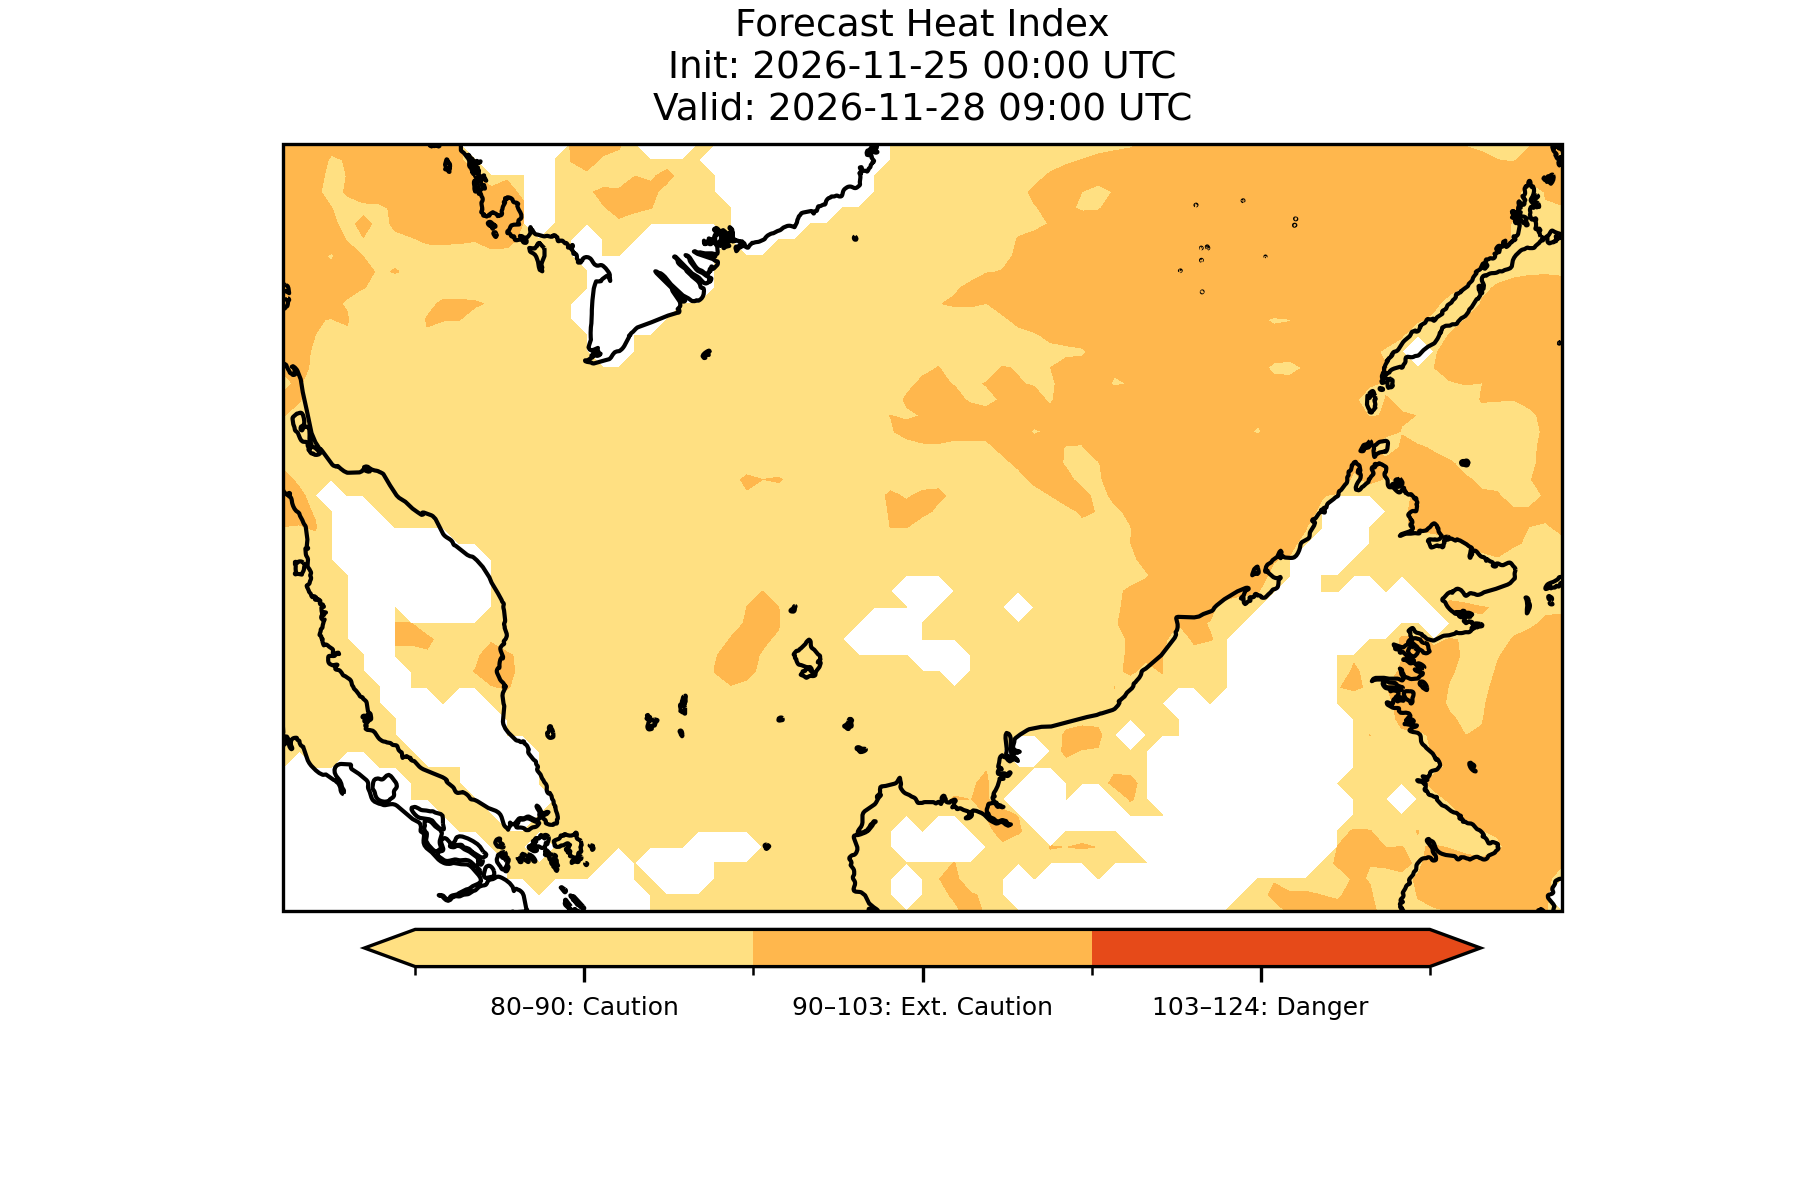 Forecast Heat Index
Init: 2026-11-25 00:00 UTC
Valid: 2026-11-28 09:00 UTC
80–90: Caution
90–103: Ext. Caution
103–124: Danger